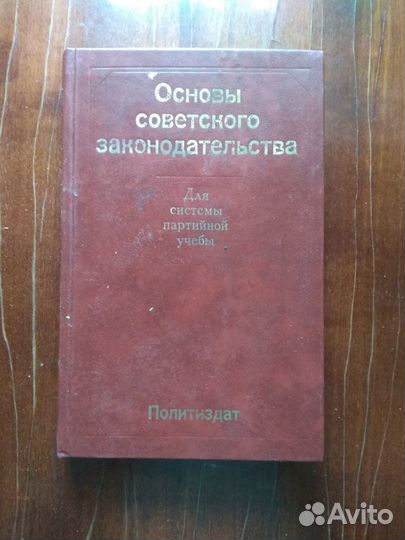 Основы
советского
законодательства
Для
системы
партийной
учебы
Политиздат
Avito